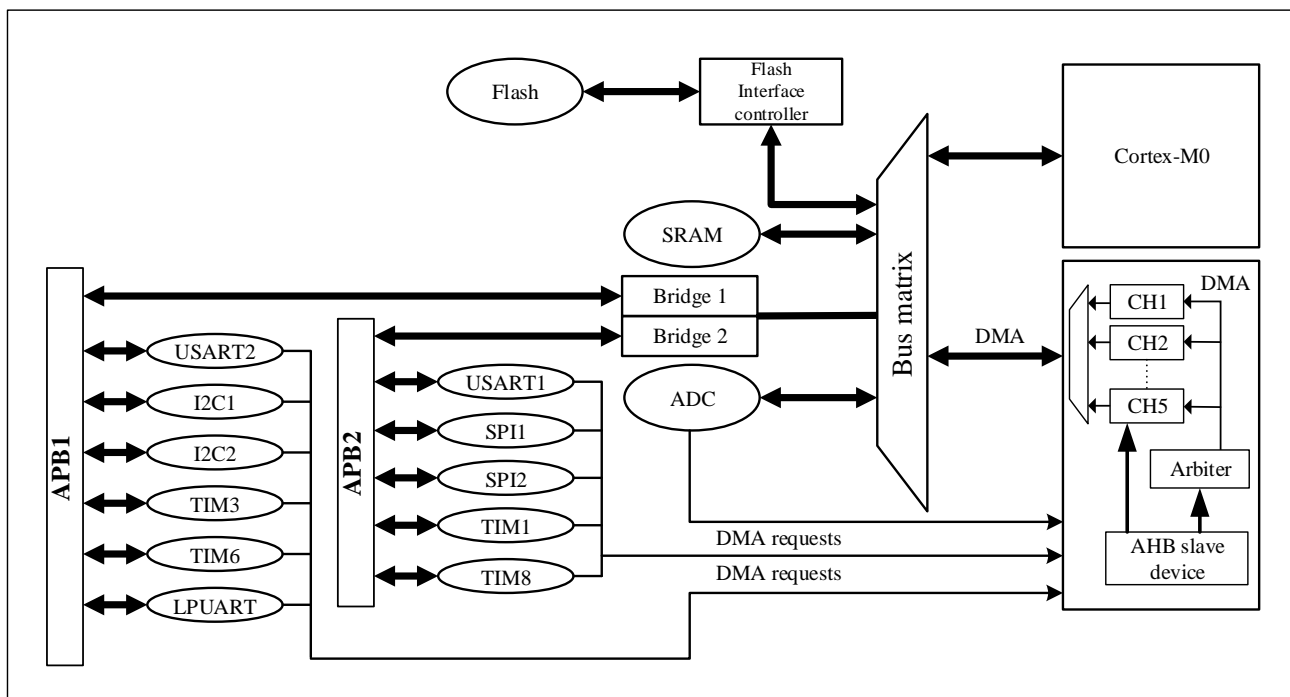 Flash
Flash
Interface
controller
Cortex-M0
SRAM
Bus matrix
Bridge 1
Bridge 2
DMA
CH1
CH2
CH5
Arbiter
AHB slave
device
DMA
ADC
APB1
USART2
I2C1
I2C2
TIM3
TIM6
LPUART
APB2
USART1
SPI1
SPI2
TIM1
TIM8
DMA requests
DMA requests